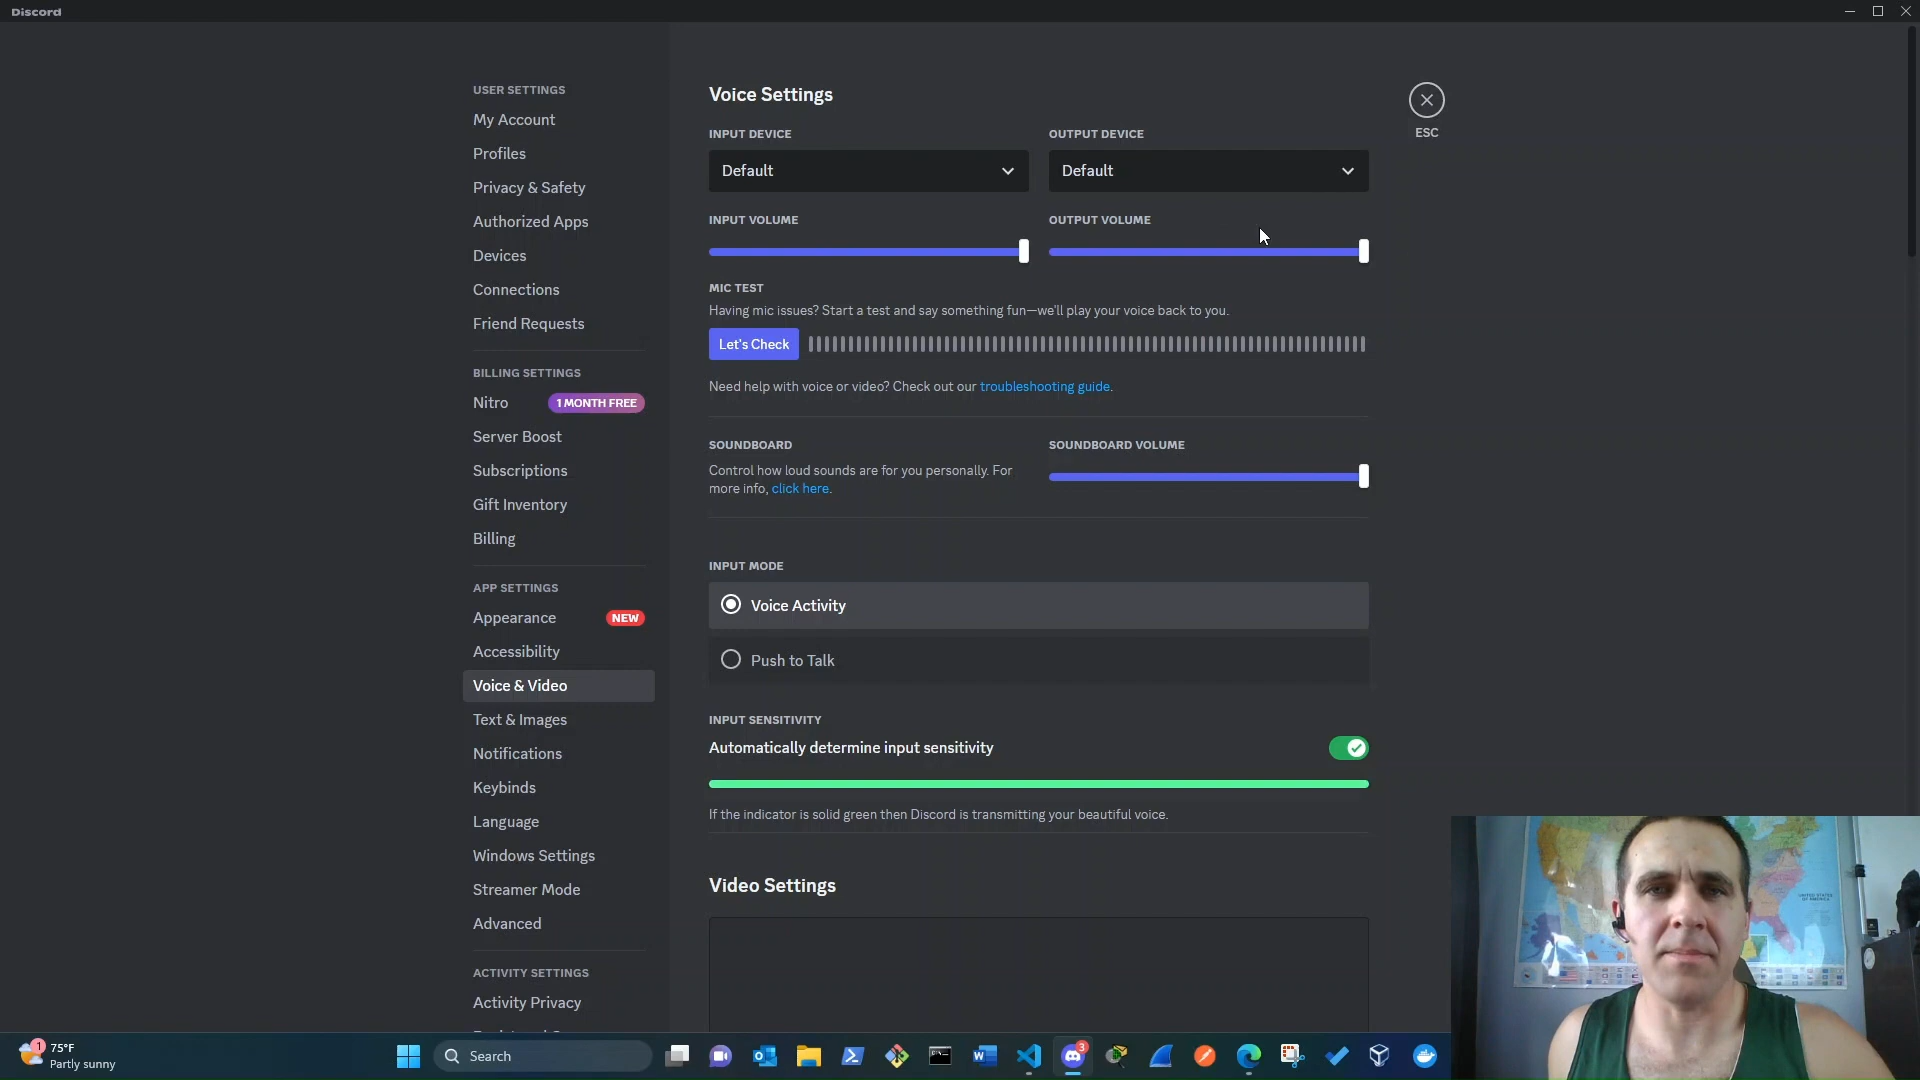 Discord
USER SETTINGS
My Account
Profiles
Privacy & Safety
Authorized Apps
Devices
Connections
Friend Requests
BILLING SETTINGS
Nitro
1 MONTH FREE
Server Boost
Subscriptions
Gift Inventory
Billing
APP SETTINGS
Appearance
NEW
Accessibility
Voice & Video
Text & Images
Notifications
Keybinds
Language
Windows Settings
Streamer Mode
Advanced
ACTIVITY SETTINGS
Activity Privacy
Voice Settings
INPUT DEVICE
Default
OUTPUT DEVICE
Default
INPUT VOLUME
OUTPUT VOLUME
MIC TEST
Having mic issues? Start a test and say something fun—we'll play your voice back to you.
Let's Check
Need help with voice or video? Check out our troubleshooting guide.
SOUNDBOARD
Control how loud sounds are for you personally. For
more info, click here.
SOUNDBOARD VOLUME
INPUT MODE
Voice Activity
Push to Talk
INPUT SENSITIVITY
Automatically determine input sensitivity
If the indicator is solid green then Discord is transmitting your beautiful voice.
Video Settings
ESC
1
75°F
Partly sunny
Search
3